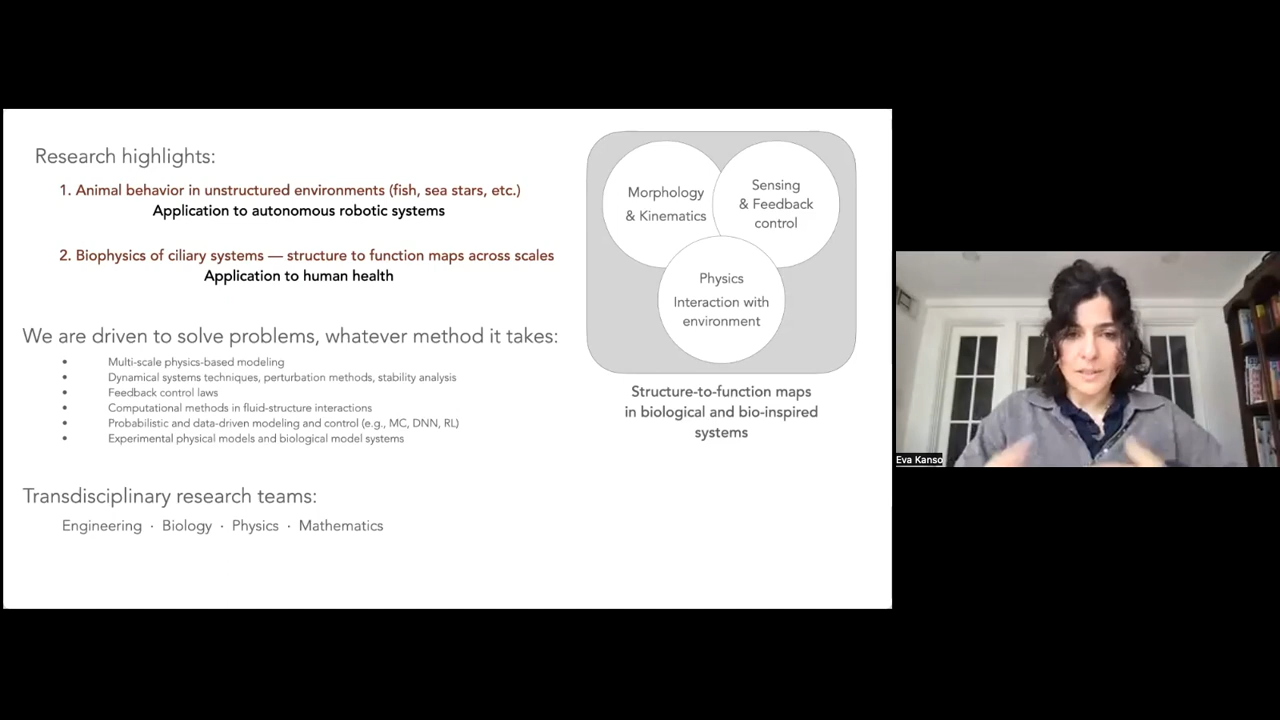 Research highlights:
1. Animal behavior in unstructured environments (fish, sea stars, etc.)
Application to autonomous robotic systems
2. Biophysics of ciliary systems — structure to function maps across scales
Application to human health
We are driven to solve problems, whatever method it takes:
• Multi-scale physics-based modeling
• Dynamical systems techniques, perturbation methods, stability analysis
• Feedback control laws
• Computational methods in fluid-structure interactions
• Probabilistic and data-driven modeling and control (e.g., MC, DNN, RL)
• Experimental physical models and biological model systems
Transdisciplinary research teams:
Engineering · Biology · Physics · Mathematics
Morphology
& Kinematics
Sensing
& Feedback
control
Physics
Interaction with
environment
Structure-to-function maps
in biological and bio-inspired
systems
Eva Kanso